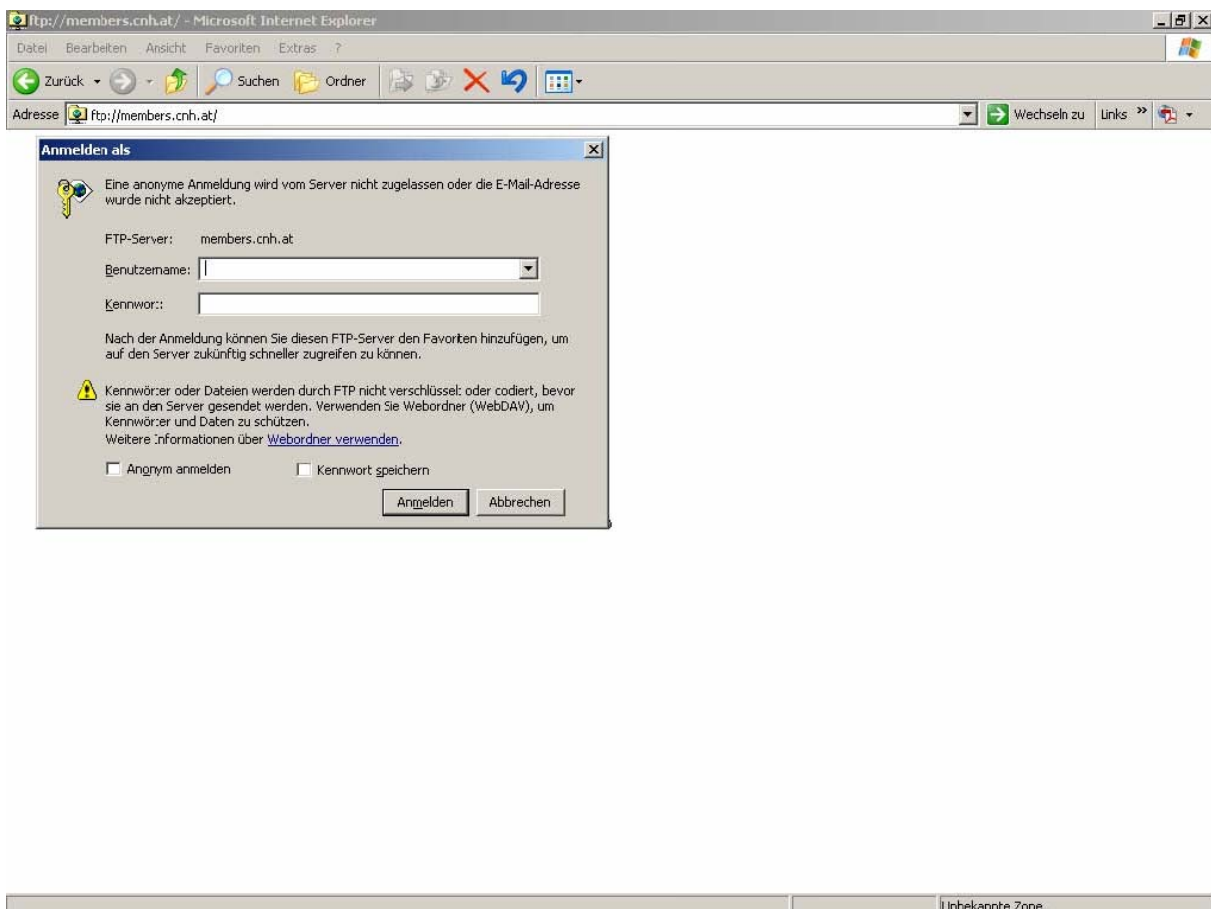 ftp://members.cnh.at/ - Microsoft Internet Explorer
Datei Bearbeiten Ansicht Favoriten Extras ?
Zurück Suchen Ordner
Adresse ftp://members.cnh.at/ Wechseln zu Links »
Anmelden als
Eine anonyme Anmeldung wird vom Server nicht zugelassen oder die E-Mail-Adresse
wurde nicht akzeptiert.
FTP-Server: members.cnh.at
Benutzername:
Kennwort:
Nach der Anmeldung können Sie diesen FTP-Server den Favoriten hinzufügen, um
auf den Server zukünftig schneller zugreifen zu können.
Kennwörter oder Dateien werden durch FTP nicht verschlüsselt oder codiert, bevor
sie an den Server gesendet werden. Verwenden Sie Webordner (WebDAV), um
Kennwörter und Daten zu schützen.
Weitere Informationen über Webordner verwenden.
Anonym anmelden Kennwort speichern
Anmelden Abbrechen
Unbekannte Zone